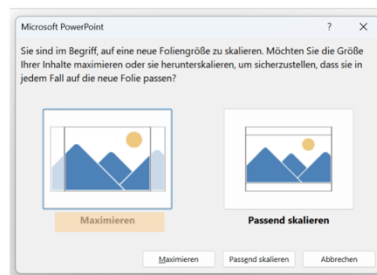 Microsoft PowerPoint
Sie sind im Begriff, auf eine neue Foliengröße zu skalieren. Möchten Sie die Größe
Ihrer Inhalte maximieren oder sie herunterskalieren, um sicherzustellen, dass sie in
jedem Fall auf die neue Folie passen?
Maximieren Passend skalieren
Maximieren Passend skalieren Abbrechen